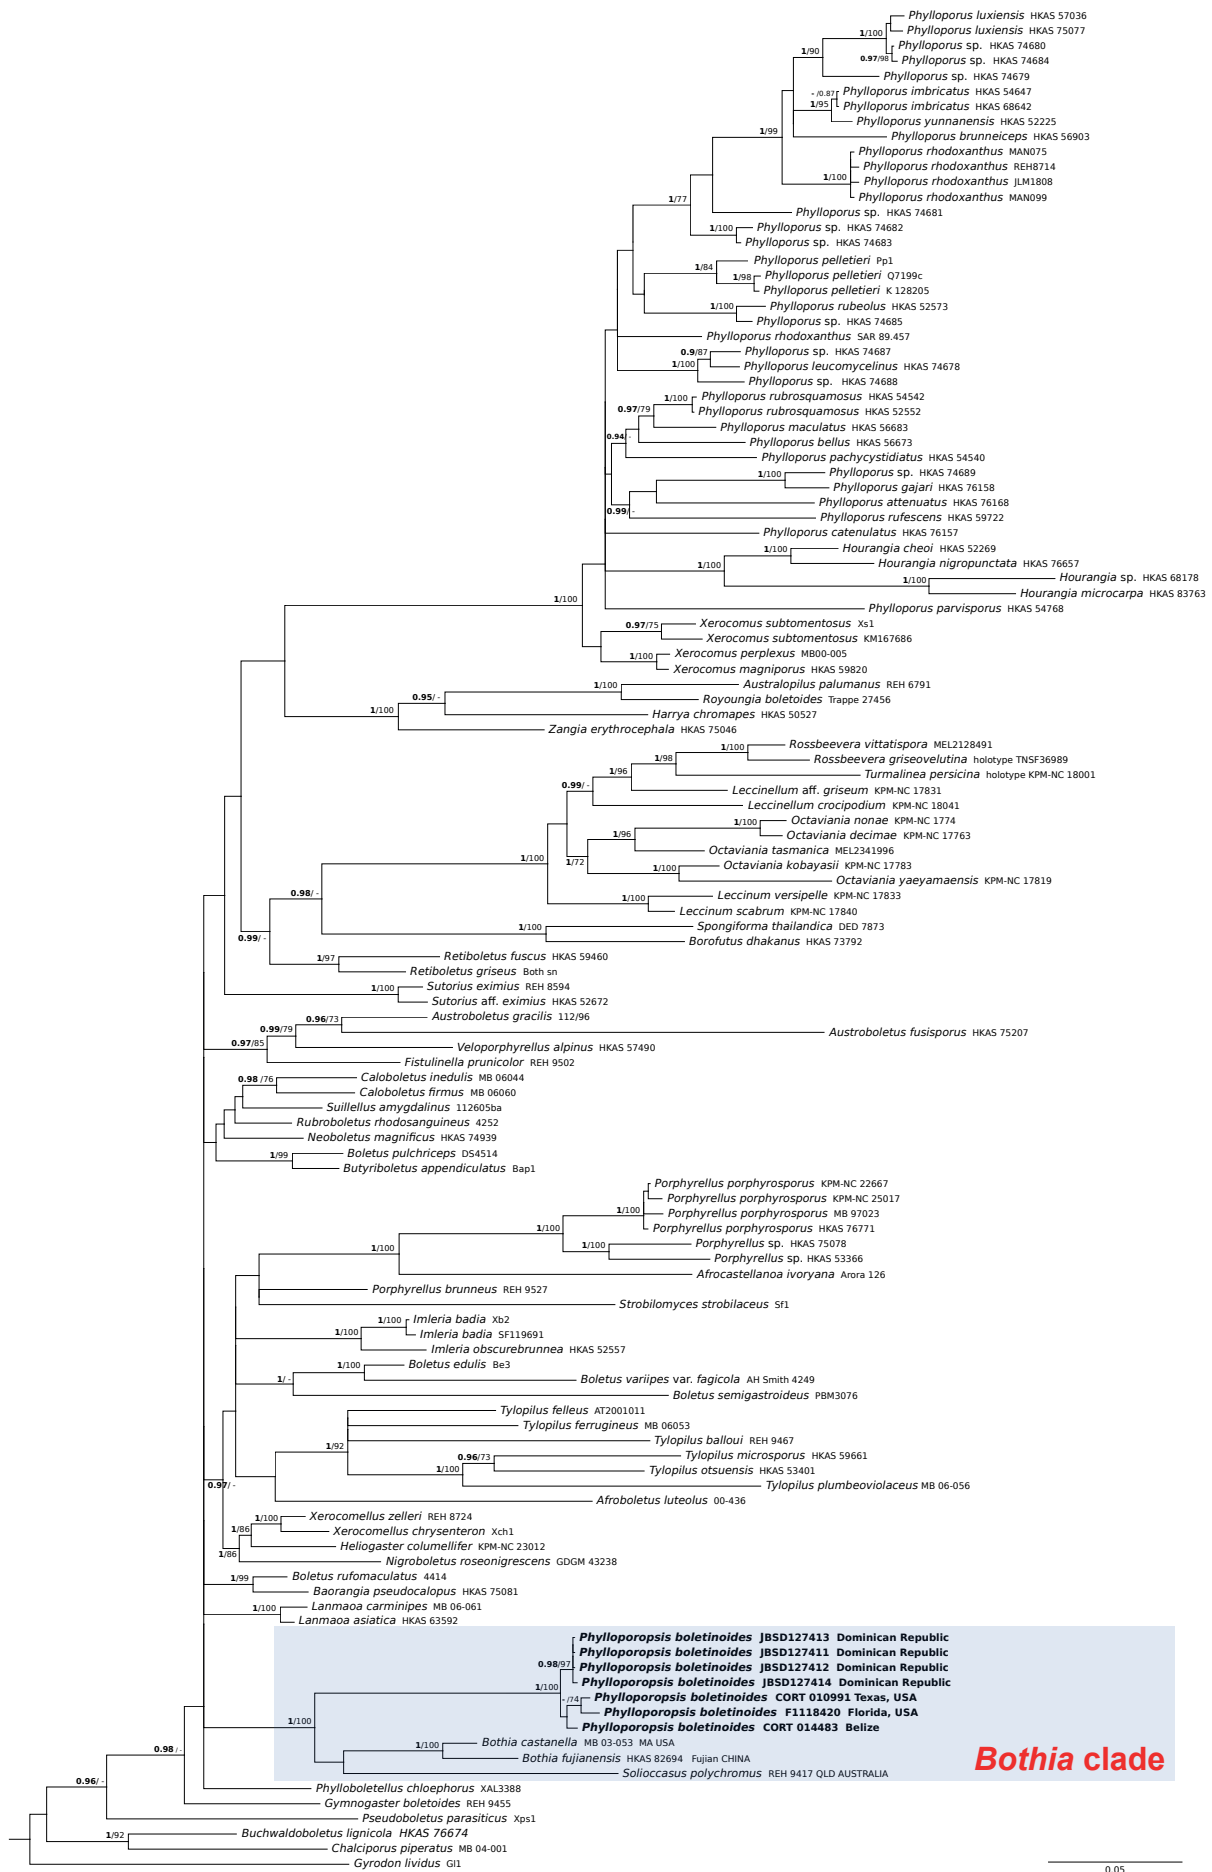 Phylloporus luxiensis HKAS 57036
1/100
Phylloporus luxiensis HKAS 75077
Phylloporus sp. HKAS 74680
1/90
0.97/98
Phylloporus sp. HKAS 74684
Phylloporus sp. HKAS 74679
- /0.87
Phylloporus imbricatus HKAS 54647
1/95
Phylloporus imbricatus HKAS 68642
Phylloporus yunnanensis HKAS 52225
1/99
Phylloporus brunneiceps HKAS 56903
Phylloporus rhodoxanthus MAN075
Phylloporus rhodoxanthus REH8714
1/100
Phylloporus rhodoxanthus JLM1808
Phylloporus rhodoxanthus MAN099
1/77
Phylloporus sp. HKAS 74681
1/100
Phylloporus sp. HKAS 74682
Phylloporus sp. HKAS 74683
Phylloporus pelletieri Pp1
1/84
1/98
Phylloporus pelletieri Q7199c
Phylloporus pelletieri K 128205
1/100
Phylloporus rubeolus HKAS 52573
Phylloporus sp. HKAS 74685
Phylloporus rhodoxanthus SAR 89.457
0.9/87
Phylloporus sp. HKAS 74687
1/100
Phylloporus leucomycelinus HKAS 74678
Phylloporus sp. HKAS 74688
1/100
Phylloporus rubrosquamosus HKAS 54542
0.97/79
Phylloporus rubrosquamosus HKAS 52552
Phylloporus maculatus HKAS 56683
0.94/ -
Phylloporus bellus HKAS 56673
Phylloporus pachycystidiatus HKAS 54540
1/100
Phylloporus sp. HKAS 74689
Phylloporus gajari HKAS 76158
Phylloporus attenuatus HKAS 76168
0.99/ -
Phylloporus rufescens HKAS 59722
Phylloporus catenulatus HKAS 76157
1/100
Hourangia cheoi HKAS 52269
1/100
Hourangia nigropunctata HKAS 76657
1/100
Hourangia sp. HKAS 68178
Hourangia microcarpa HKAS 83763
1/100
Phylloporus parvisporus HKAS 54768
0.97/75
Xerocomus subtomentosus Xs1
Xerocomus subtomentosus KM167686
1/100
Xerocomus perplexus MB00-005
Xerocomus magniporus HKAS 59820
1/100
Australopilus palumanus REH 6791
0.95/ -
Royoungia boletoides Trappe 27456
1/100
Harrya chromapes HKAS 50527
Zangia erythrocephala HKAS 75046
1/100
Rossbeevera vittatispora MEL2128491
1/98
Rossbeevera griseovelutina holotype TNSF36989
1/96
Turmalinea persicina holotype KPM-NC 18001
0.99/ -
Leccinellum aff. griseum KPM-NC 17831
Leccinellum crocipodium KPM-NC 18041
1/100
Octaviania nonae KPM-NC 1774
1/96
Octaviania decimae KPM-NC 17763
Octaviania tasmanica MEL2341996
1/100
1/72
1/100
Octaviania kobayasii KPM-NC 17783
Octaviania yaeyamaensis KPM-NC 17819
0.98/ -
1/100
Leccinum versipelle KPM-NC 17833
Leccinum scabrum KPM-NC 17840
1/100
Spongiforma thailandica DED 7873
0.99/ -
Borofutus dhakanus HKAS 73792
1/97
Retiboletus fuscus HKAS 59460
Retiboletus griseus Both sn
1/100
Sutorius eximius REH 8594
Sutorius aff. eximius HKAS 52672
0.96/73
Austroboletus gracilis 112/96
0.99/79
Austroboletus fusisporus HKAS 75207
0.97/85
Veloporphyrellus alpinus HKAS 57490
Fistulinella prunicolor REH 9502
0.98 /76
Caloboletus inedulis MB 06044
Caloboletus firmus MB 06060
Suillellus amygdalinus 112605ba
Rubroboletus rhodosanguineus 4252
Neoboletus magnificus HKAS 74939
1/99
Boletus pulchriceps DS4514
Butyriboletus appendiculatus Bap1
Porphyrellus porphyrosporus KPM-NC 22667
Porphyrellus porphyrosporus KPM-NC 25017
1/100
Porphyrellus porphyrosporus MB 97023
1/100
Porphyrellus porphyrosporus HKAS 76771
1/100
1/100
Porphyrellus sp. HKAS 75078
Porphyrellus sp. HKAS 53366
Afrocastellanoa ivoryana Arora 126
Porphyrellus brunneus REH 9527
Strobilomyces strobilaceus Sf1
1/100
Imleria badia Xb2
1/100
Imleria badia SF119691
Imleria obscurebrunnea HKAS 52557
1/100
Boletus edulis Be3
1/ -
Boletus variipes var. fagicola AH Smith 4249
Boletus semigastroideus PBM3076
Tylopilus felleus AT2001011
Tylopilus ferrugineus MB 06053
1/92
Tylopilus balloui REH 9467
0.96/73
Tylopilus microsporus HKAS 59661
1/100
Tylopilus otsuensis HKAS 53401
0.97/ -
Tylopilus plumbeoviolaceus MB 06-056
Afroboletus luteolus 00-436
1/100
Xerocomellus zelleri REH 8724
1/86
Xerocomellus chrysenteron Xch1
Heliogaster columellifer KPM-NC 23012
1/86
Nigroboletus roseonigrescens GDGM 43238
1/99
Boletus rufomaculatus 4414
Baorangia pseudocalopus HKAS 75081
1/100
Lanmaoa carminipes MB 06-061
Lanmaoa asiatica HKAS 63592
Phylloporopsis boletinoides JBSD127413 Dominican Republic
Phylloporopsis boletinoides JBSD127411 Dominican Republic
0.98/97
Phylloporopsis boletinoides JBSD127412 Dominican Republic
1/100
Phylloporopsis boletinoides JBSD127414 Dominican Republic
- /74
Phylloporopsis boletinoides CORT 010991 Texas, USA
Phylloporopsis boletinoides F1118420 Florida, USA
1/100
Phylloporopsis boletinoides CORT 014483 Belize
1/100
Bothia castanella MB 03-053 MA USA
0.98 / -
Bothia fujianensis HKAS 82694 Fujian CHINA
Bothia clade
Solioccasus polychromus REH 9417 QLD AUSTRALIA
0.96/ -
Phylloboletellus chloephorus XAL3388
Gymnogaster boletoides REH 9455
Pseudoboletus parasiticus Xps1
1/92
Buchwaldoboletus lignicola HKAS 76674
Chalciporus piperatus MB 04-001
Gyrodon lividus Gl1
0.05